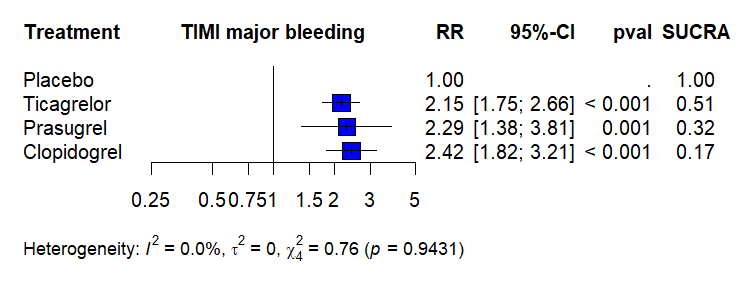 Treatment TIMI major bleeding RR 95%-CI pval SUCRA
Placebo 1.00 . 1.00
Ticagrelor 2.15 [1.75; 2.66] < 0.001 0.51
Prasugrel 2.29 [1.38; 3.81] 0.001 0.32
Clopidogrel 2.42 [1.82; 3.21] < 0.001 0.17
0.25 0.5 0.75 1 1.5 2 3 5
Heterogeneity: I² = 0.0%, τ² = 0, χ²₄ = 0.76 (p = 0.9431)